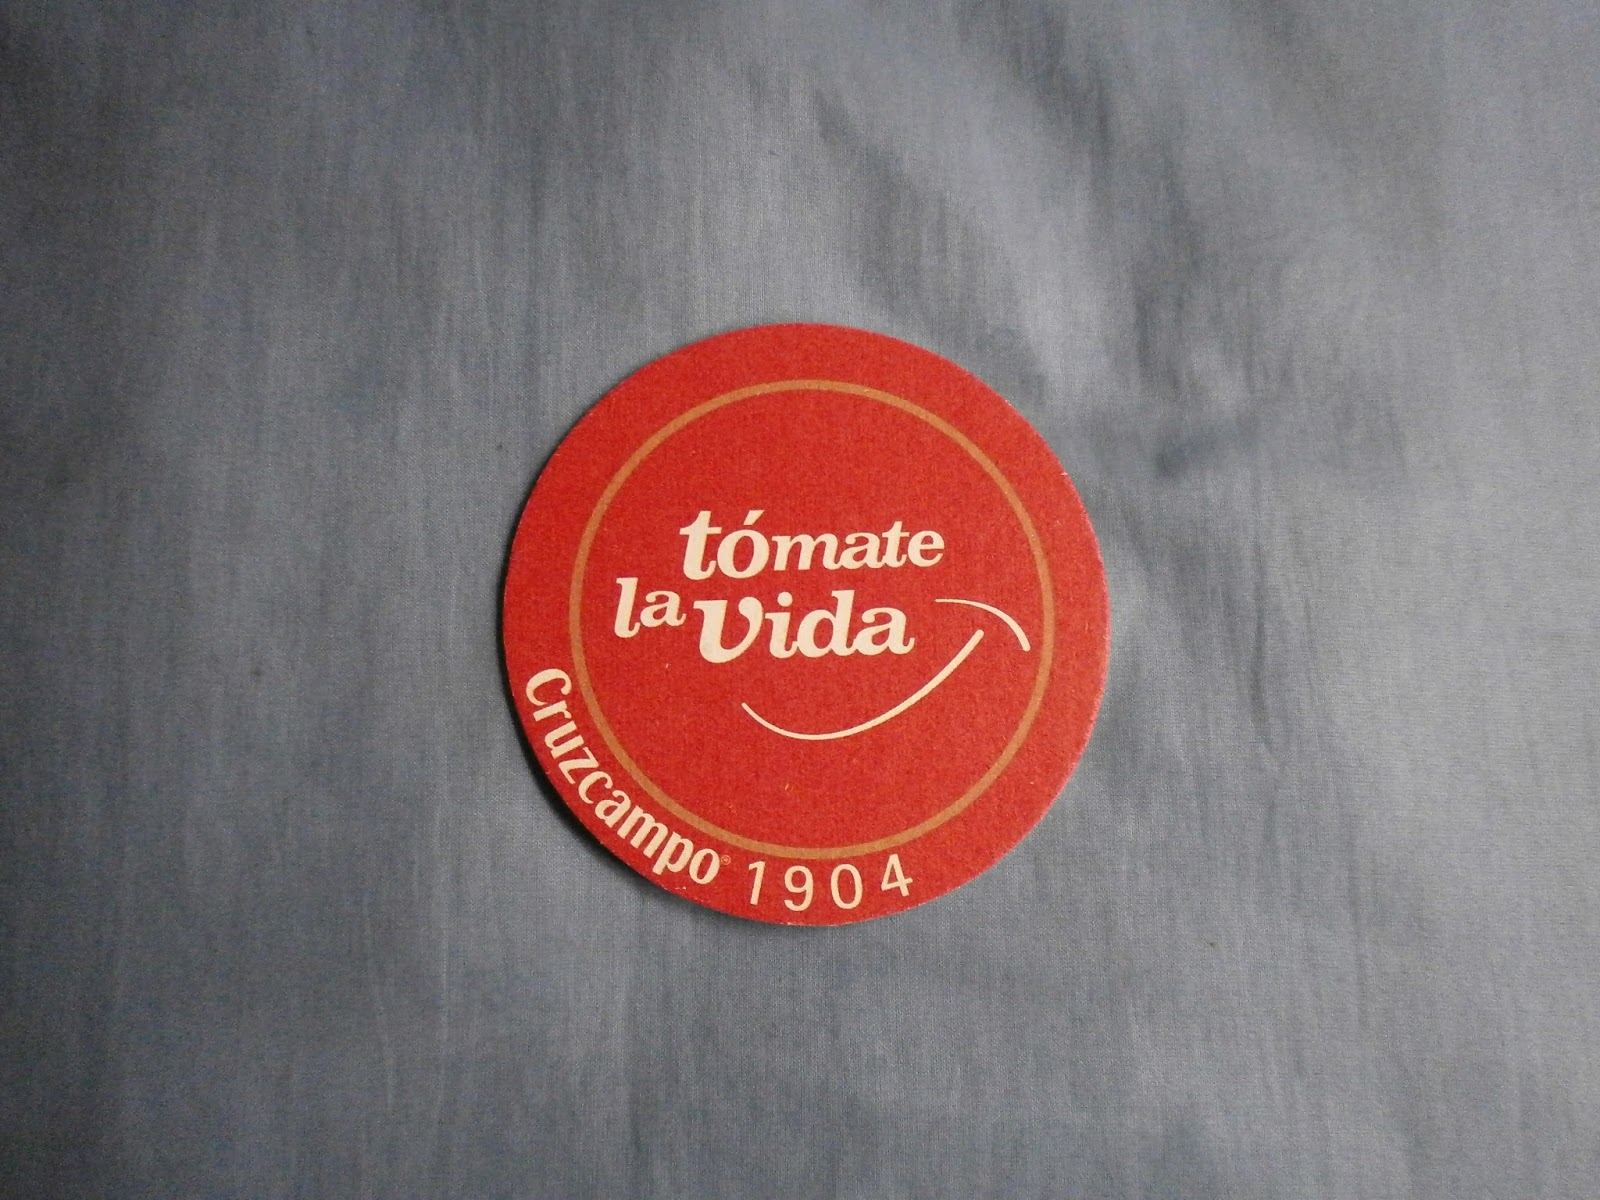 tómate
la vida
Cruzcampo® 1904